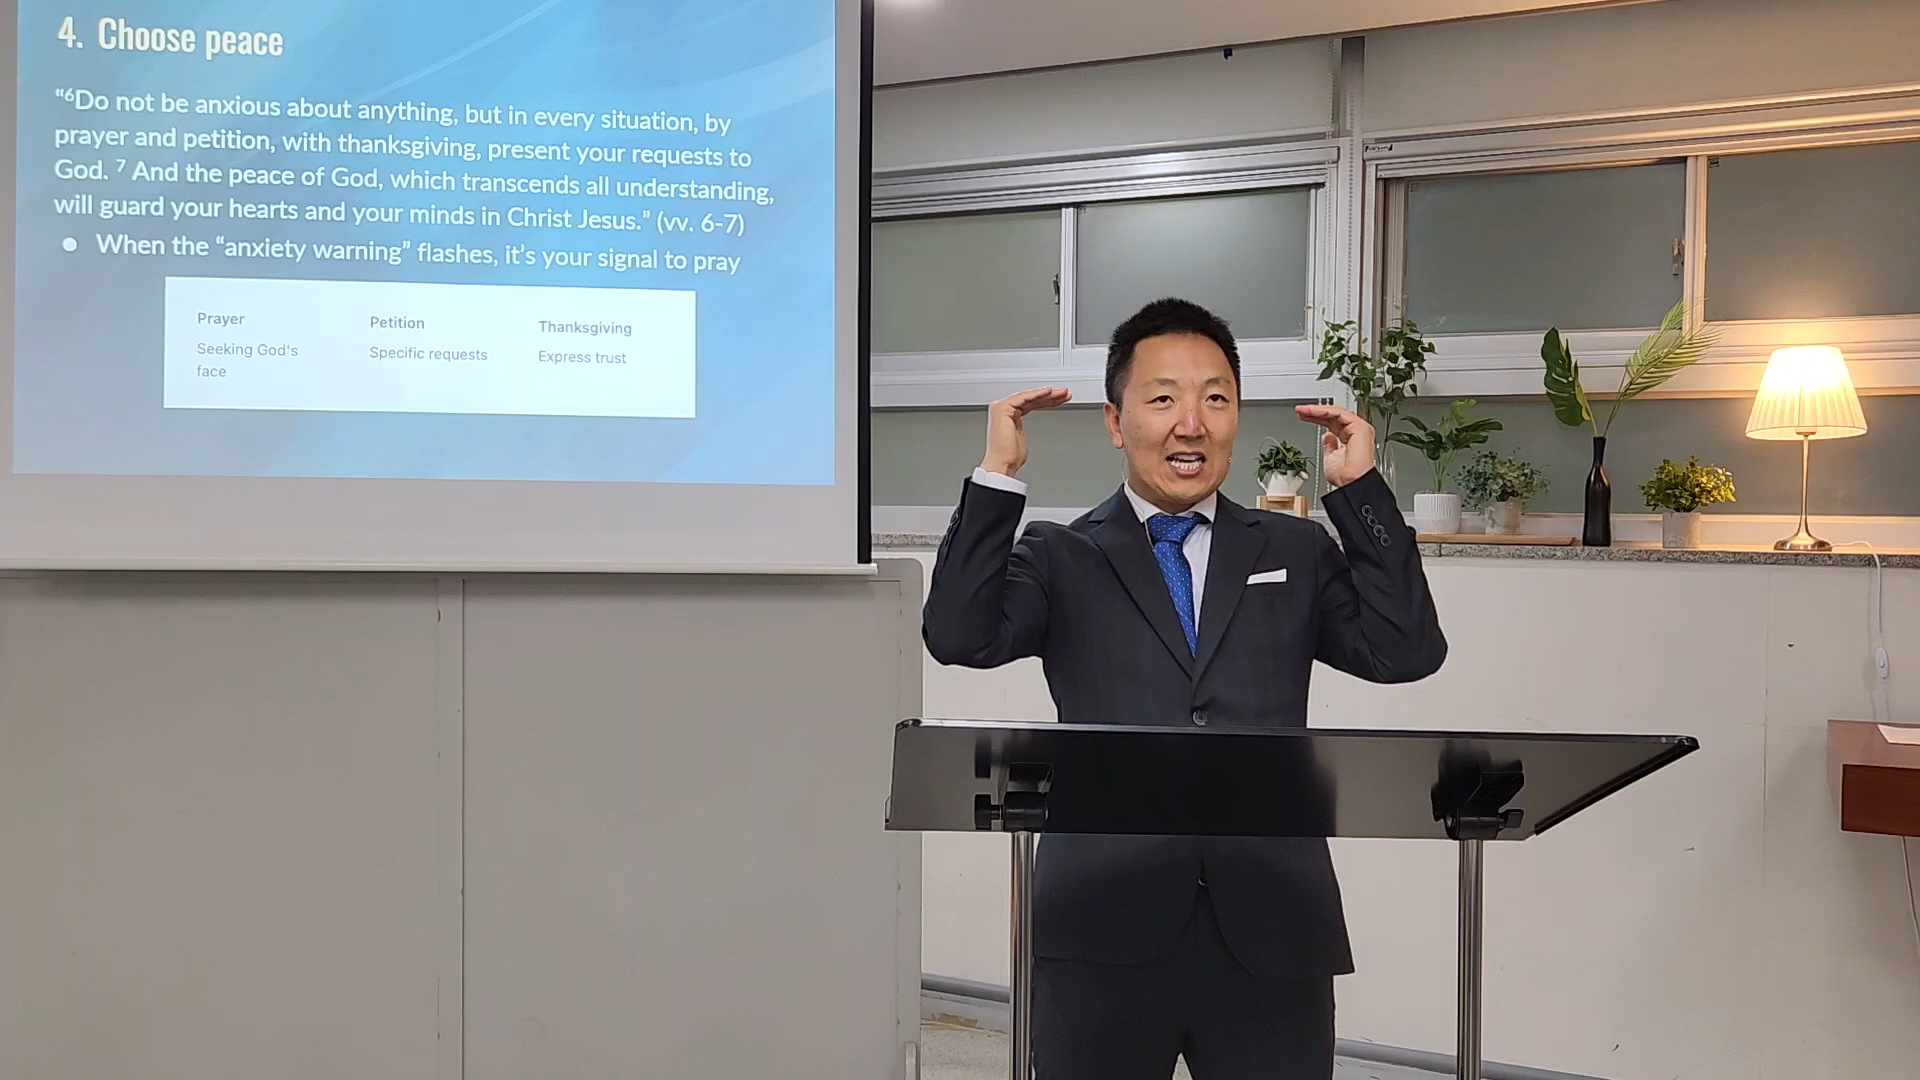 4. Choose peace
“⁶Do not be anxious about anything, but in every situation, by
prayer and petition, with thanksgiving, present your requests to
God. ⁷ And the peace of God, which transcends all understanding,
will guard your hearts and your minds in Christ Jesus.” (vv. 6-7)
● When the “anxiety warning” flashes, it’s your signal to pray
Prayer Petition Thanksgiving
Seeking God's Specific requests Express trust
face